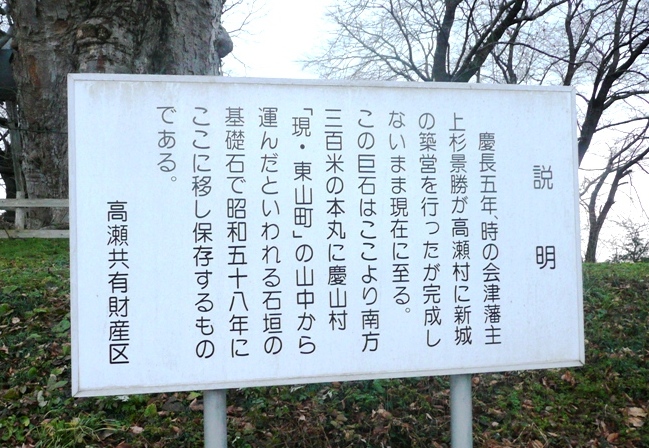 説明
慶長五年、時の会津藩主
上杉景勝が高瀬村に新城
の築営を行ったが完成し
ないまま現在に至る。
この巨石はここより南方
三百米の本丸に慶山村
「現・東山町」の山中から
運んだといわれる石垣の
基礎石で昭和五十八年に
ここに移し保存するもの
である。
高瀬共有財産区